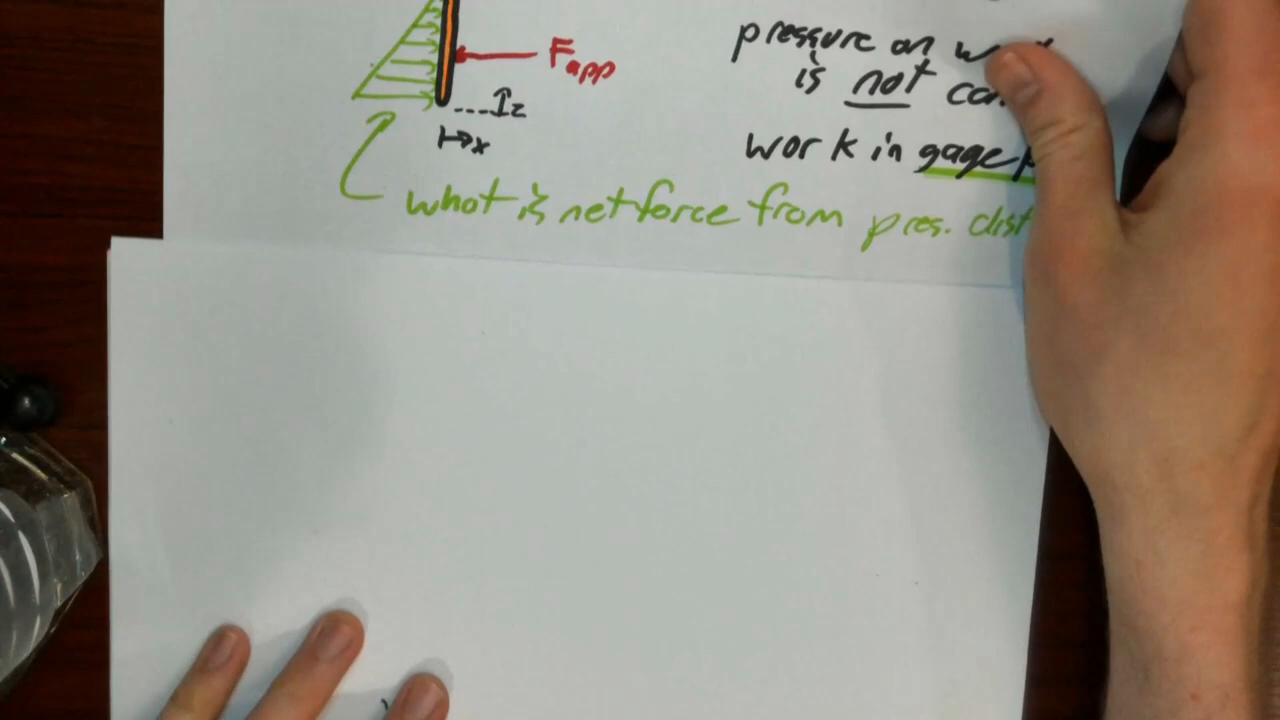 pressure on
is not
work in gage
Fapp
z
x
what is net force from pres. dist